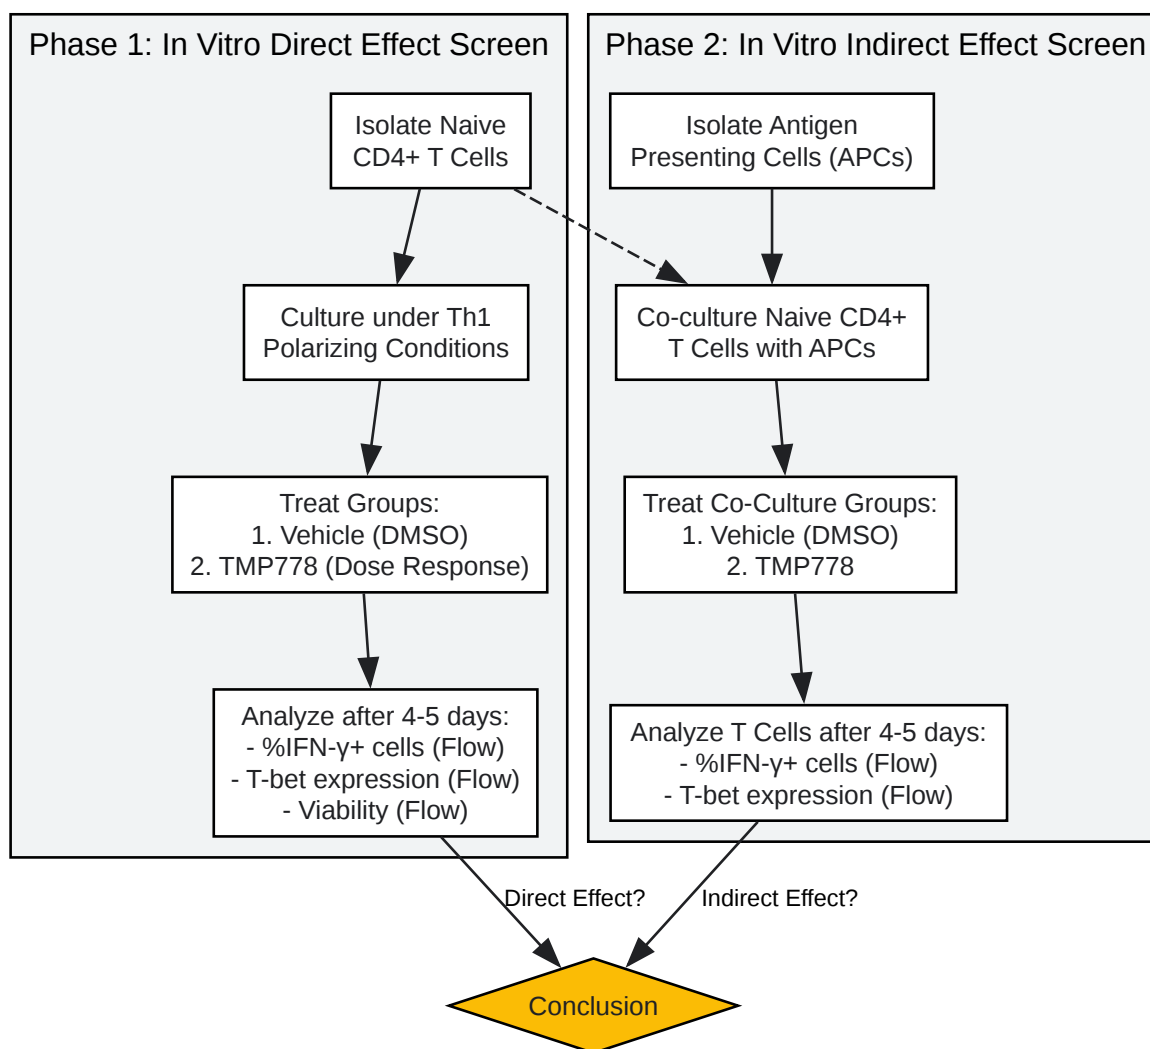 Phase 1: In Vitro Direct Effect Screen
Isolate Naive
CD4+ T Cells
Culture under Th1
Polarizing Conditions
Treat Groups:
1. Vehicle (DMSO)
2. TMP778 (Dose Response)
Analyze after 4-5 days:
- %IFN-γ+ cells (Flow)
- T-bet expression (Flow)
- Viability (Flow)
Phase 2: In Vitro Indirect Effect Screen
Isolate Antigen
Presenting Cells (APCs)
Co-culture Naive CD4+
T Cells with APCs
Treat Co-Culture Groups:
1. Vehicle (DMSO)
2. TMP778
Analyze T Cells after 4-5 days:
- %IFN-γ+ cells (Flow)
- T-bet expression (Flow)
Direct Effect?
Indirect Effect?
Conclusion